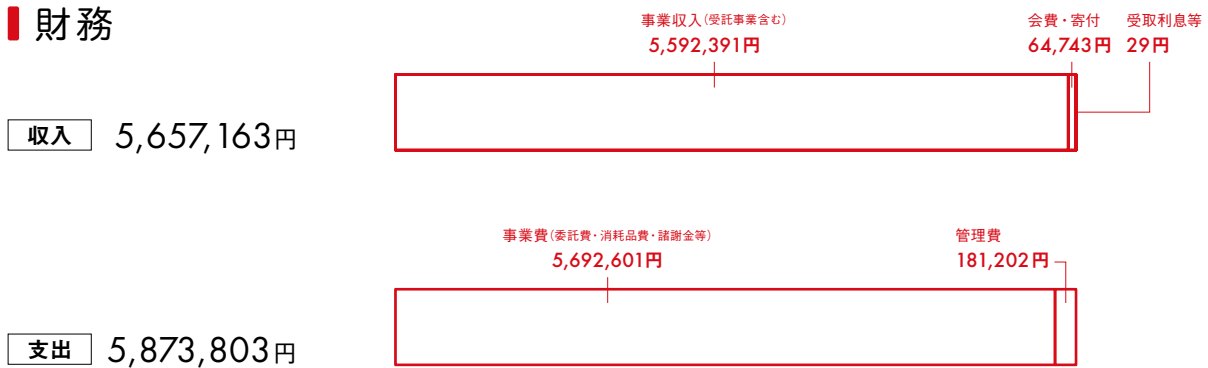 財務
事業収入(受託事業含む)
5,592,391円
会費・寄付
64,743円
受取利息等
29円
収入 5,657,163円
事業費(委託費・消耗品費・諸謝金等)
5,692,601円
管理費
181,202円
支出 5,873,803円